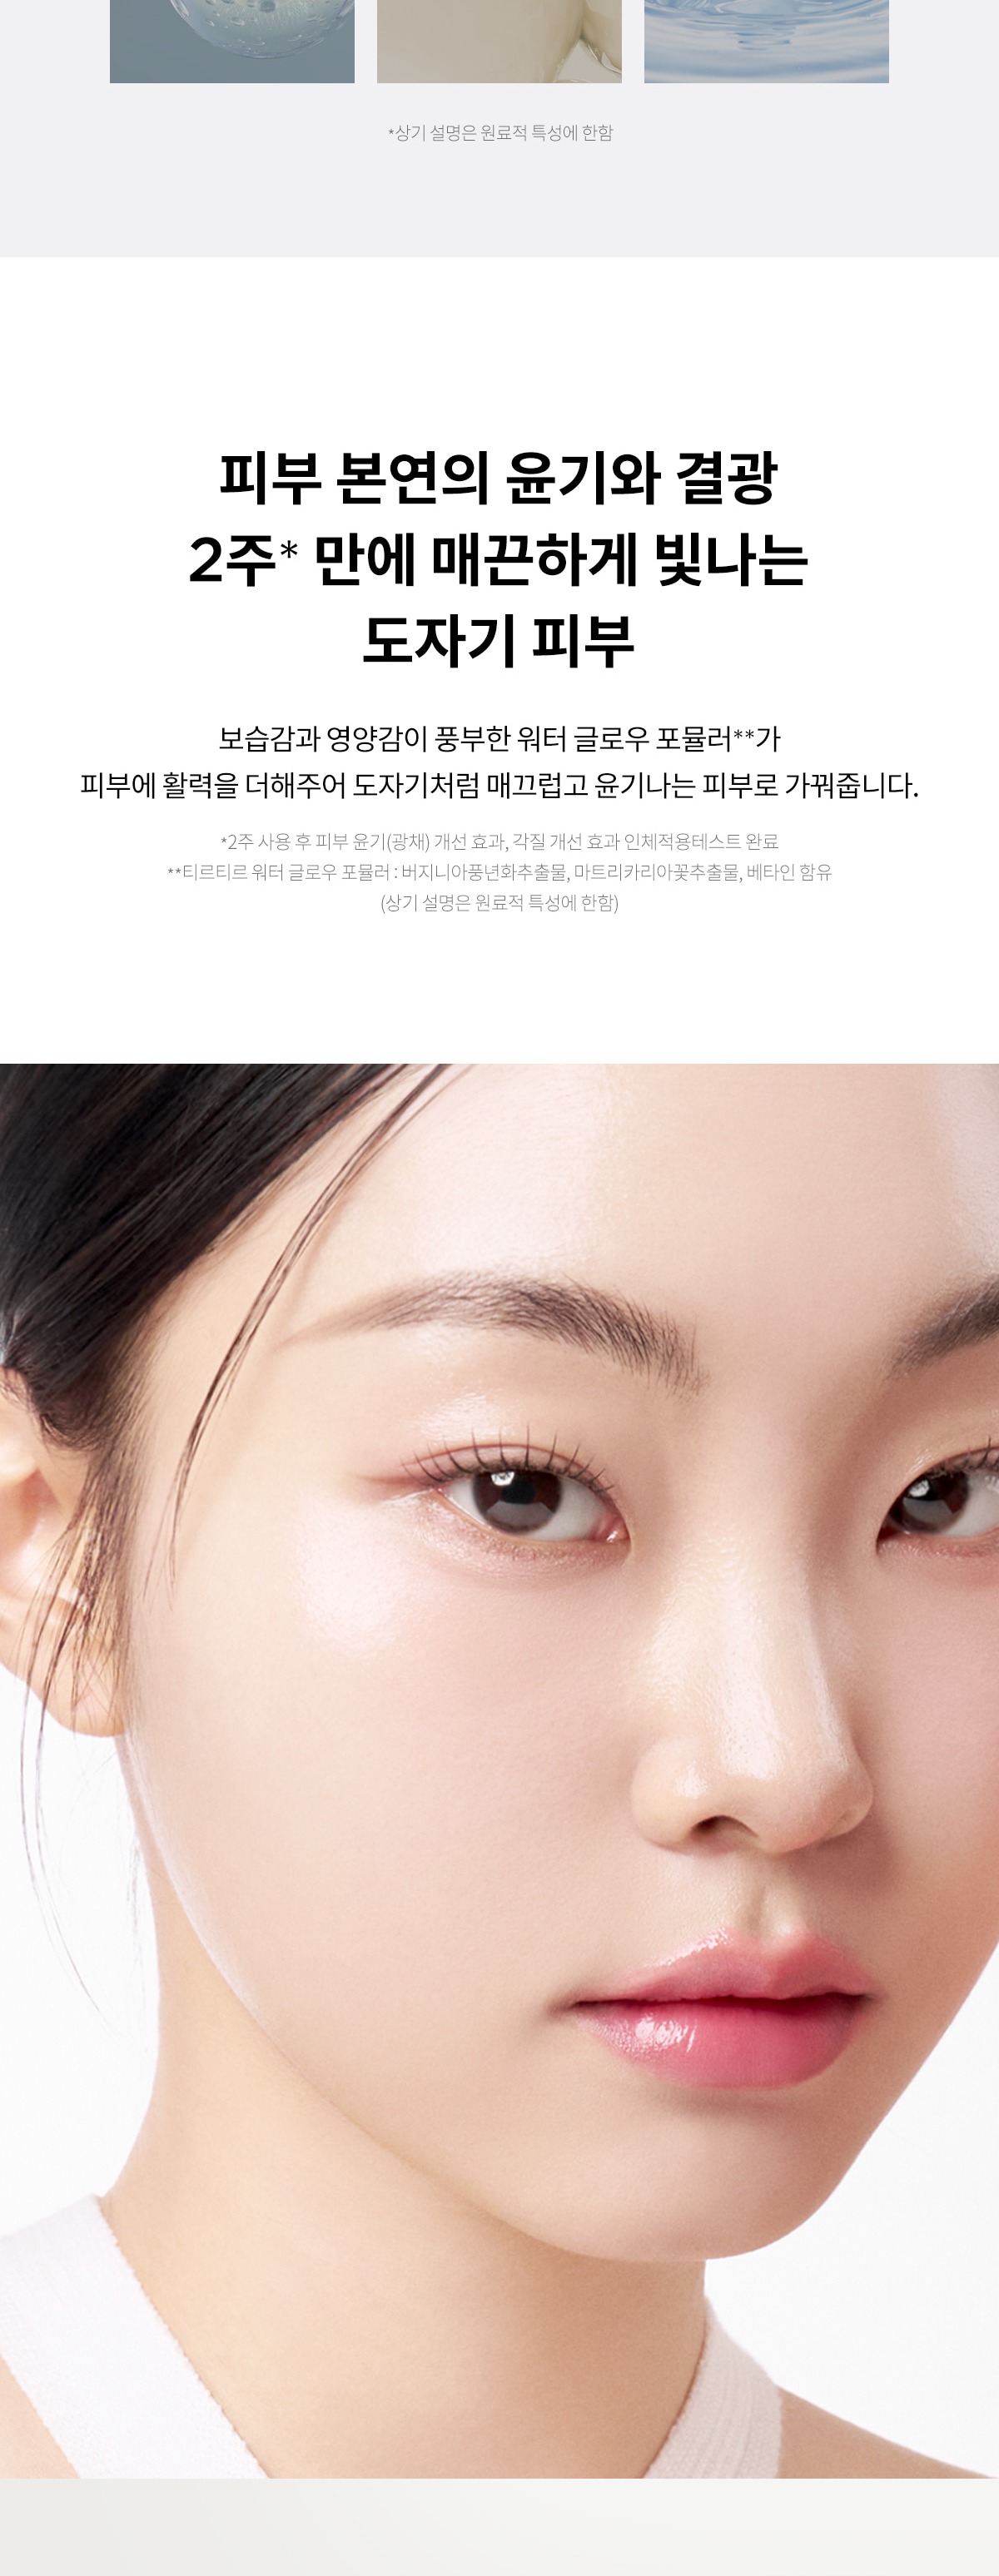 *상기 설명은 원료적 특성에 한함
피부 본연의 윤기와 결광
2주* 만에 매끈하게 빛나는
도자기 피부
보습감과 영양감이 풍부한 워터 글로우 포뮬러**가
피부에 활력을 더해주어 도자기처럼 매끄럽고 윤기나는 피부로 가꿔줍니다.
*2주 사용 후 피부 윤기(광채) 개선 효과, 각질 개선 효과 인체적용테스트 완료
**티르티르 워터 글로우 포뮬러 : 버지니아풍년화추출물, 마트리카리아꽃추출물, 베타인 함유
(상기 설명은 원료적 특성에 한함)